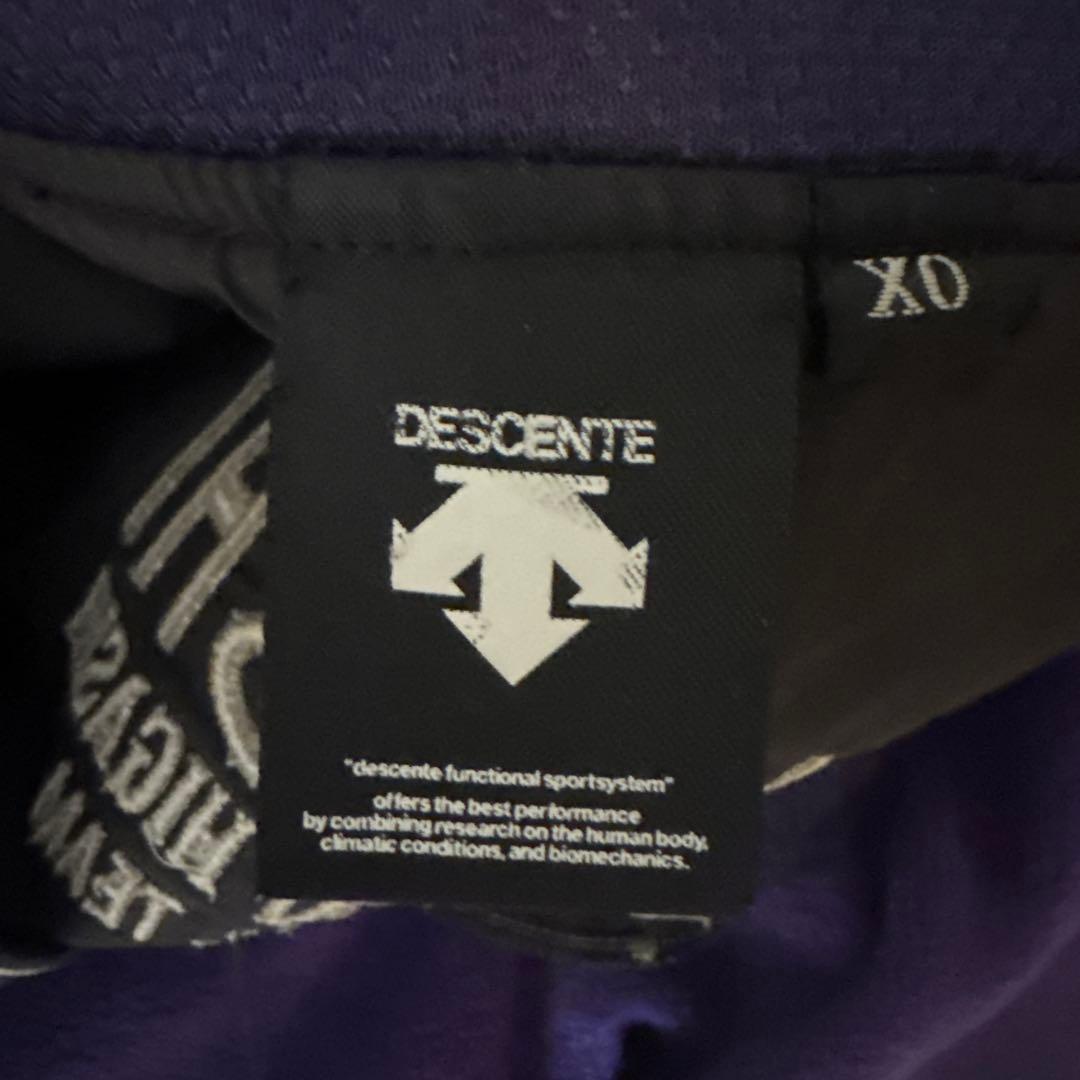 XO
DESCENTE
"descente functional sportsystem"
offers the best performance
by combining research on the human body,
climatic conditions, and biomechanics.